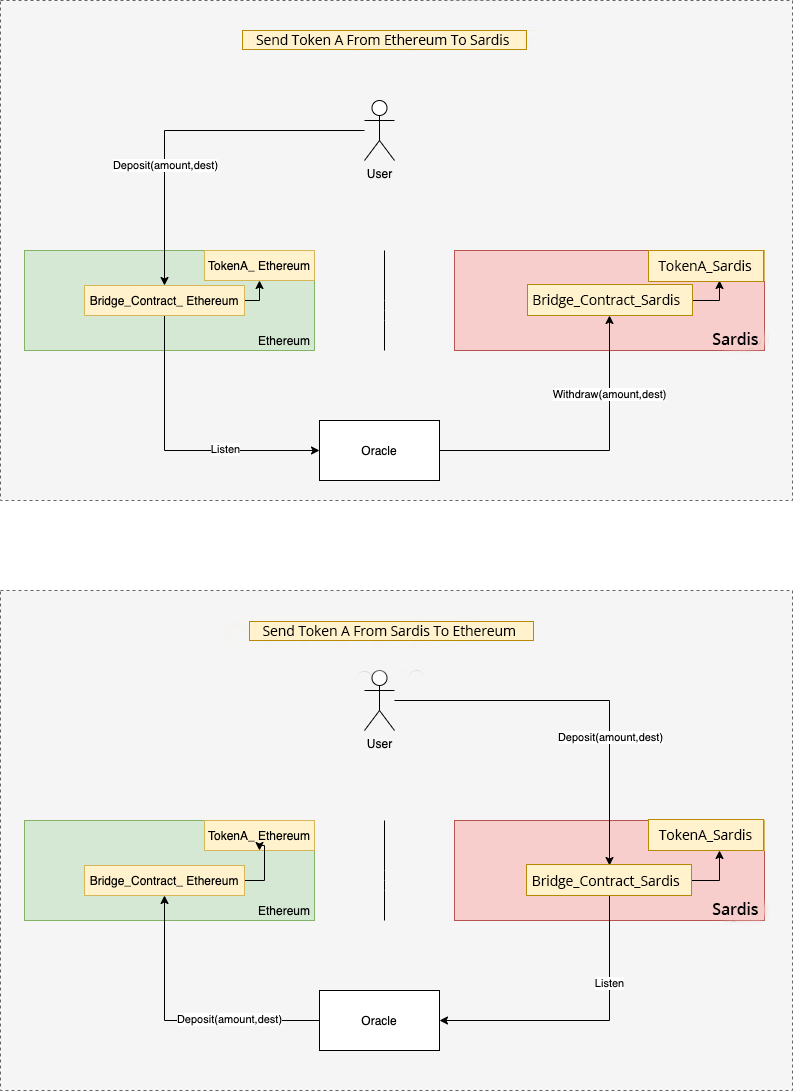 Send Token A From Ethereum To Sardis
User
Deposit(amount,dest)
TokenA_ Ethereum
Bridge_Contract_ Ethereum
Ethereum
TokenA_Sardis
Bridge_Contract_Sardis
Sardis
Withdraw(amount,dest)
Listen
Oracle
Send Token A From Sardis To Ethereum
User
Deposit(amount,dest)
TokenA_ Ethereum
Bridge_Contract_ Ethereum
Ethereum
TokenA_Sardis
Bridge_Contract_Sardis
Sardis
Listen
Deposit(amount,dest)
Oracle